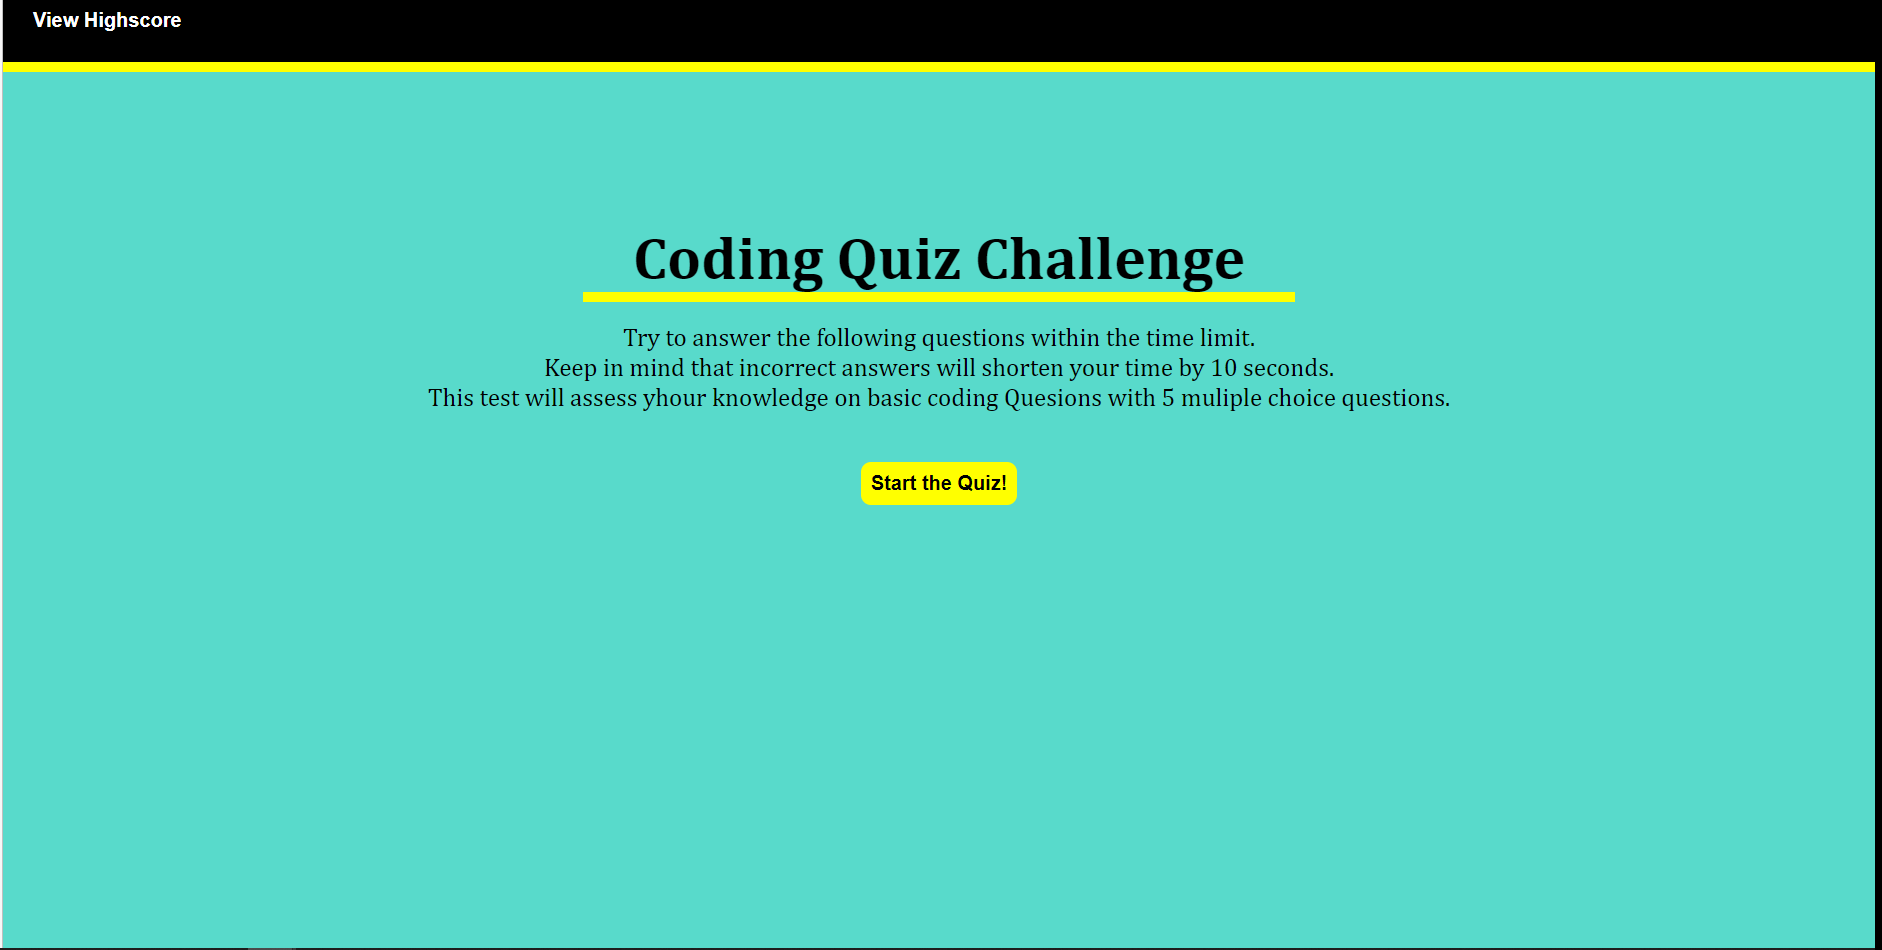 View Highscore
Coding Quiz Challenge
Try to answer the following questions within the time limit.
Keep in mind that incorrect answers will shorten your time by 10 seconds.
This test will assess yhour knowledge on basic coding Quesions with 5 muliple choice questions.
Start the Quiz!